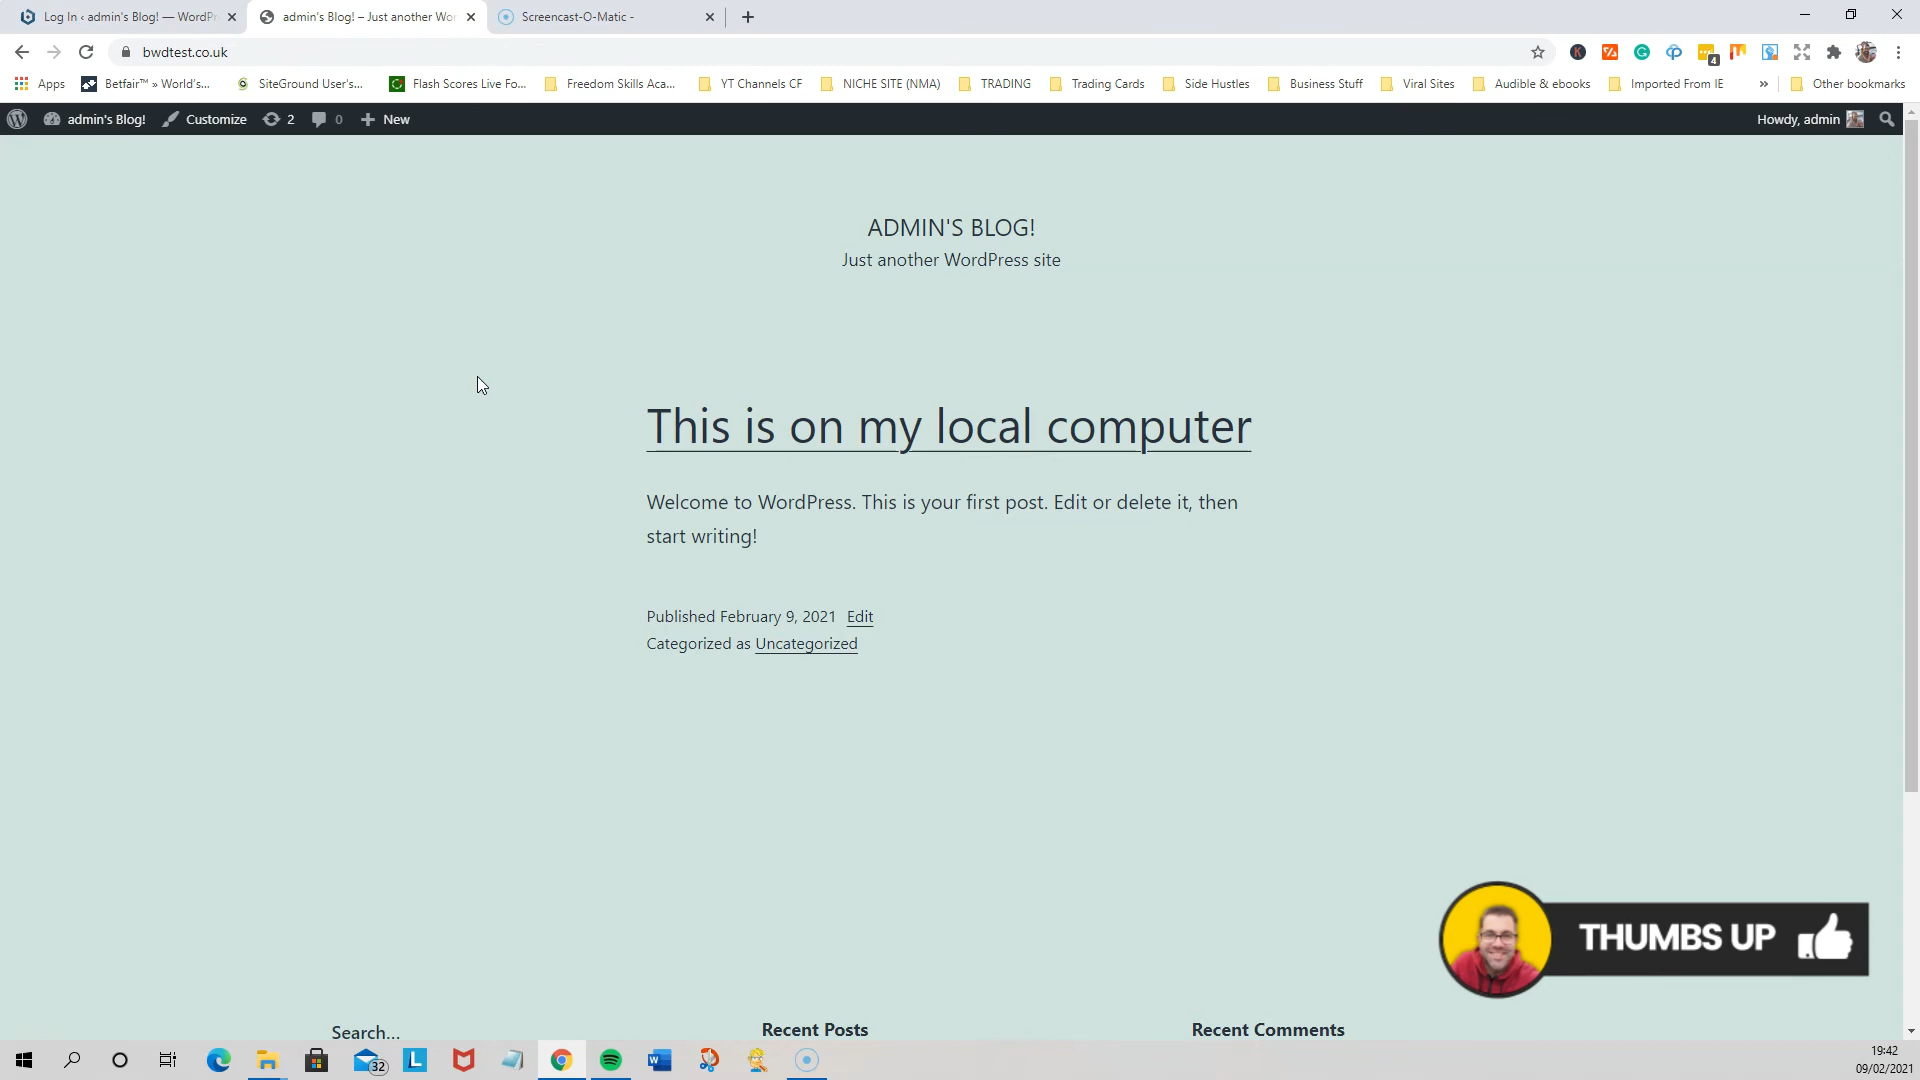 Log In ‹ admin's Blog! — WordPr
admin's Blog! – Just another Wor
Screencast-O-Matic -
bwdtest.co.uk
4
Apps
Betfair™ » World's...
SiteGround User's...
Flash Scores Live Fo...
Freedom Skills Aca...
YT Channels CF
NICHE SITE (NMA)
TRADING
Trading Cards
Side Hustles
Business Stuff
Viral Sites
Audible & ebooks
Imported From IE
»
Other bookmarks
admin's Blog!
Customize
2
0
New
Howdy, admin
ADMIN'S BLOG!
Just another WordPress site
This is on my local computer
Welcome to WordPress. This is your first post. Edit or delete it, then
start writing!
Published February 9, 2021 Edit
Categorized as Uncategorized
THUMBS UP
Search...
Recent Posts
Recent Comments
32
L
19:42
09/02/2021